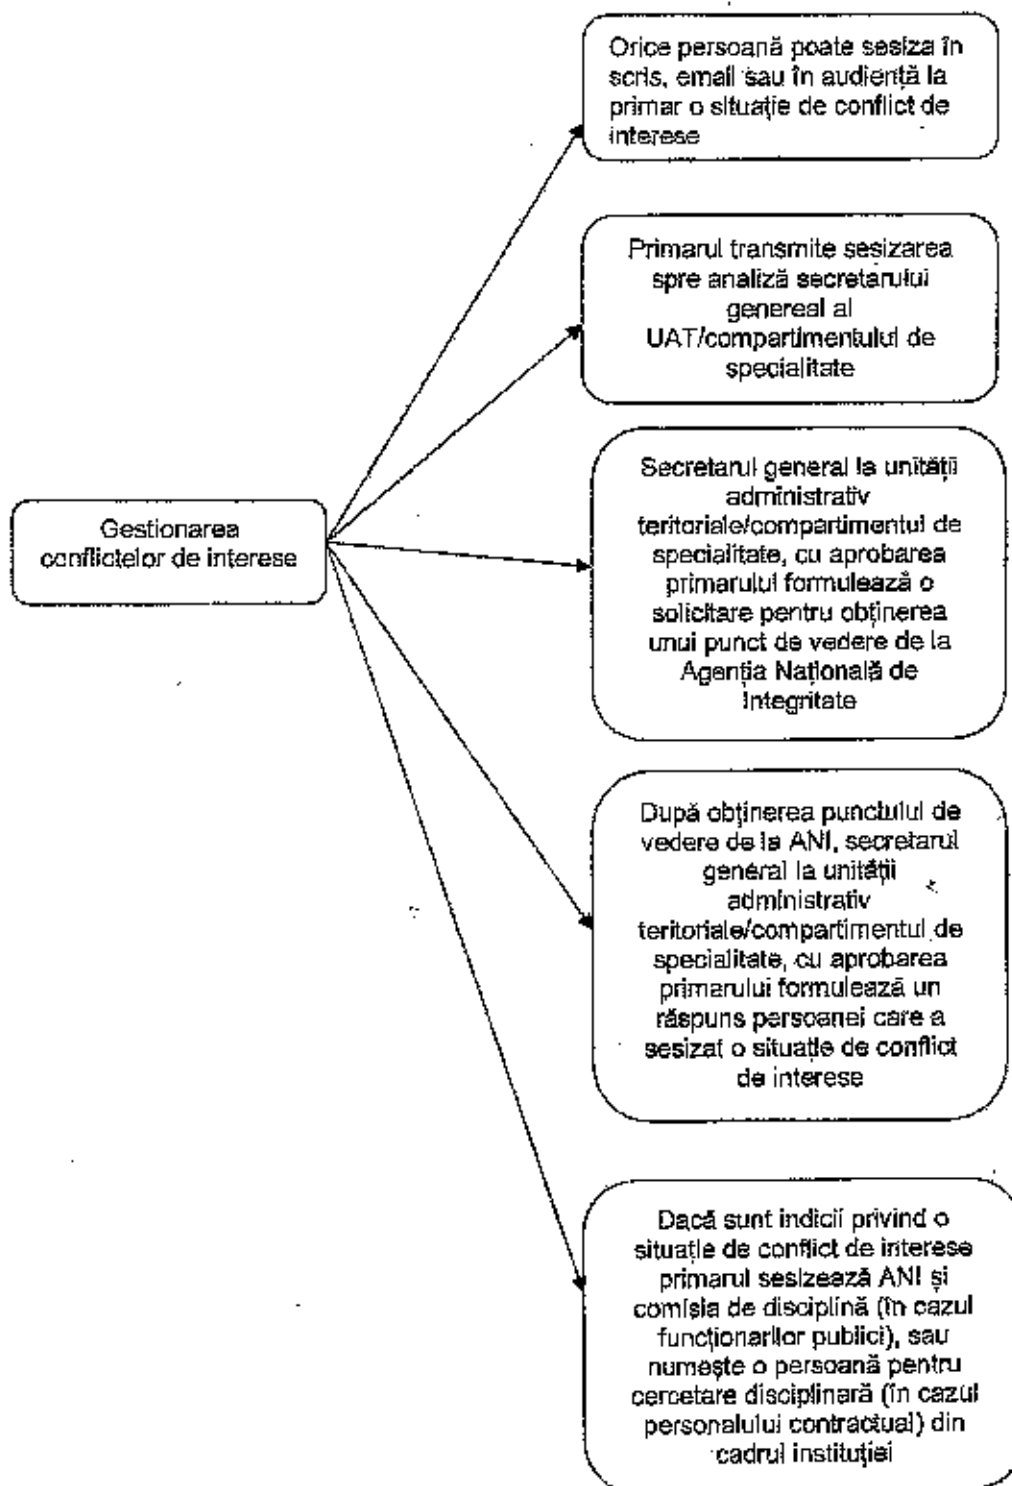 Orice persoană poate sesiza în
scris, email sau în audiență la
primar o situație de conflict de
interese
Primarul transmite sesizarea
spre analiză secretarului
genereal al
UAT/compartimentului de
specialitate
Gestionarea
conflictelor de interese
Secretarul general la unității
administrativ
teritoriale/compartimentul de
specialitate, cu aprobarea
primarului formulează o
solicitare pentru obținerea
unui punct de vedere de la
Agenția Națională de
Integritate
După obținerea punctului de
vedere de la ANI, secretarul
general la unității
administrativ
teritoriale/compartimentul de
specialitate, cu aprobarea
primarului formulează un
răspuns persoanei care a
sesizat o situație de conflict
de interese
Dacă sunt indicii privind o
situație de conflict de interese
primarul sesizează ANI și
comisia de disciplină (în cazul
funcționarilor publici), sau
numește o persoană pentru
cercetare disciplinară (în cazul
personalului contractual) din
cadrul instituției